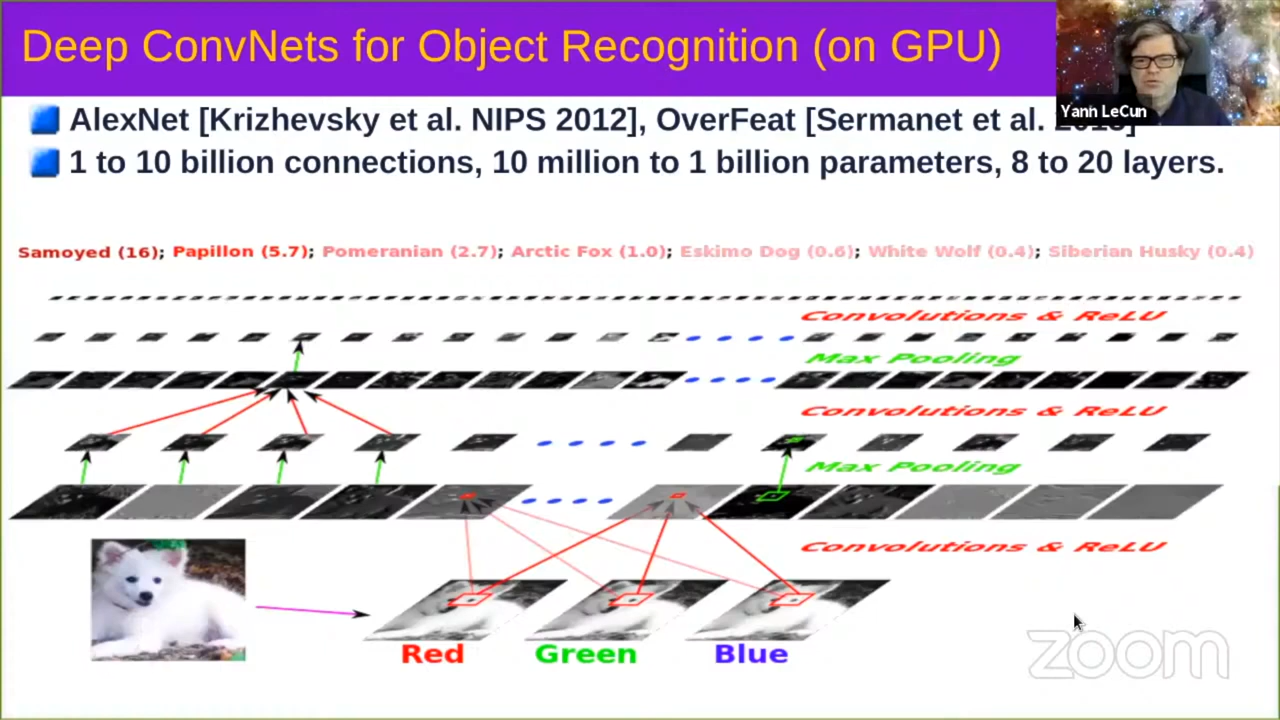 Deep ConvNets for Object Recognition (on GPU)
Yann LeCun
AlexNet [Krizhevsky et al. NIPS 2012], OverFeat [Sermanet et al.
1 to 10 billion connections, 10 million to 1 billion parameters, 8 to 20 layers.
Samoyed (16); Papillon (5.7); Pomeranian (2.7); Arctic Fox (1.0); Eskimo Dog (0.6); White Wolf (0.4); Siberian Husky (0.4)
Convolutions & ReLU
Max Pooling
Convolutions & ReLU
Max Pooling
Convolutions & ReLU
Red Green Blue
zoom